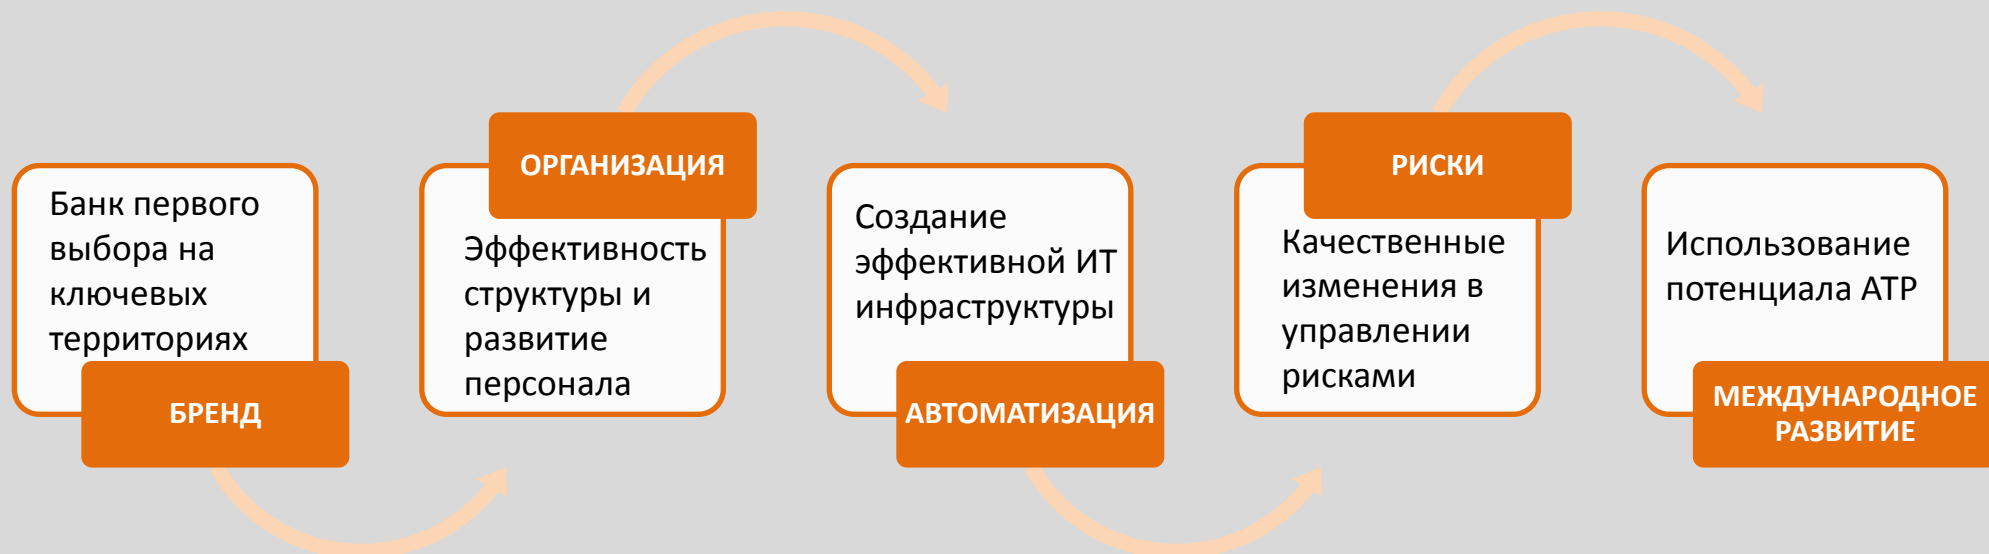 Банк первого
выбора на
ключевых
территориях
БРЕНД
ОРГАНИЗАЦИЯ
Эффективность
структуры и
развитие
персонала
Создание
эффективной ИТ
инфраструктуры
АВТОМАТИЗАЦИЯ
РИСКИ
Качественные
изменения в
управлении
рисками
Использование
потенциала АТР
МЕЖДУНАРОДНОЕ
РАЗВИТИЕ